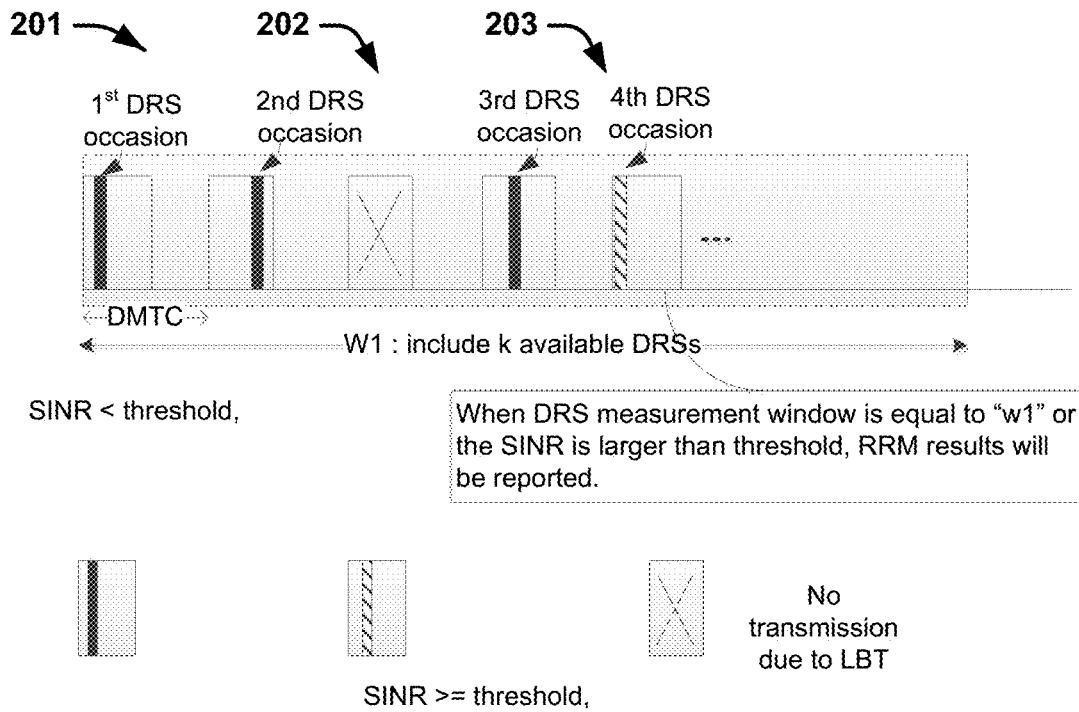 201
202
203
1st DRS
occasion
2nd DRS
occasion
3rd DRS
occasion
4th DRS
occasion
DMTC
W1 : include k available DRSs
SINR < threshold,
When DRS measurement window is equal to “w1” or
the SINR is larger than threshold, RRM results will
be reported.
No
transmission
due to LBT
SINR >= threshold,